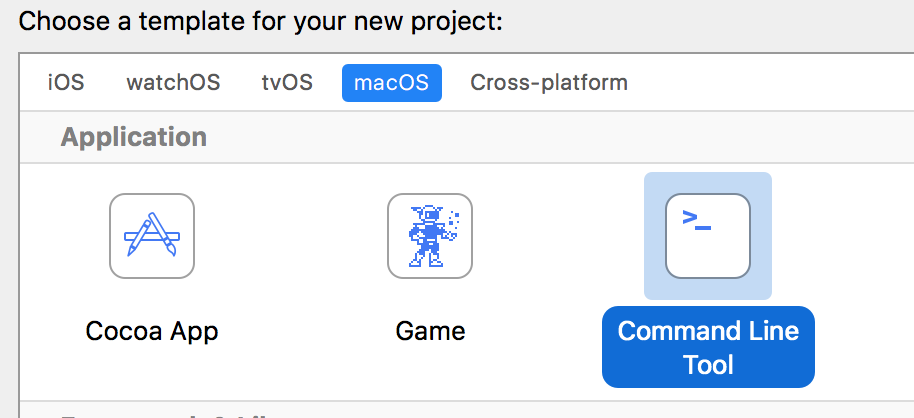 Choose a template for your new project:
iOS watchOS tvOS macOS Cross-platform
Application
>_
Cocoa App Game Command Line
Tool